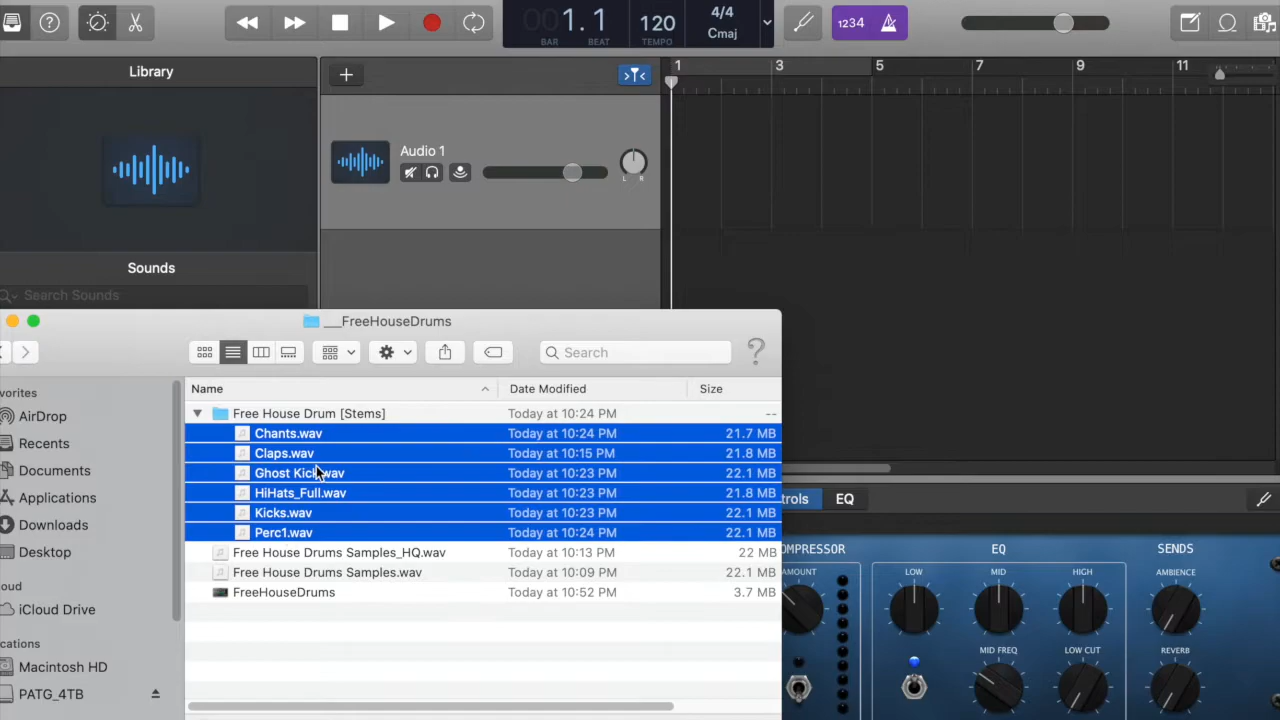 1.1
120
4/4
Cmaj
BAR BEAT
TEMPO
1234
Library
1 3 5 7 9 11
Audio 1
L R
Sounds
Search Sounds
__FreeHouseDrums
Search
Name Date Modified Size
Free House Drum [Stems] Today at 10:24 PM --
Chants.wav Today at 10:24 PM 21.7 MB
Claps.wav Today at 10:15 PM 21.8 MB
Ghost Kick.wav Today at 10:23 PM 22.1 MB
HiHats_Full.wav Today at 10:23 PM 21.8 MB
Kicks.wav Today at 10:23 PM 22.1 MB
Perc1.wav Today at 10:24 PM 22.1 MB
Free House Drums Samples_HQ.wav Today at 10:13 PM 22 MB
Free House Drums Samples.wav Today at 10:09 PM 22.1 MB
FreeHouseDrums Today at 10:52 PM 3.7 MB
vorites
AirDrop
Recents
Documents
Applications
Downloads
Desktop
oud
iCloud Drive
cations
Macintosh HD
PATG_4TB
rols EQ
OMPRESSOR EQ SENDS
AMOUNT LOW MID HIGH AMBIENCE
MID FREQ LOW CUT REVERB